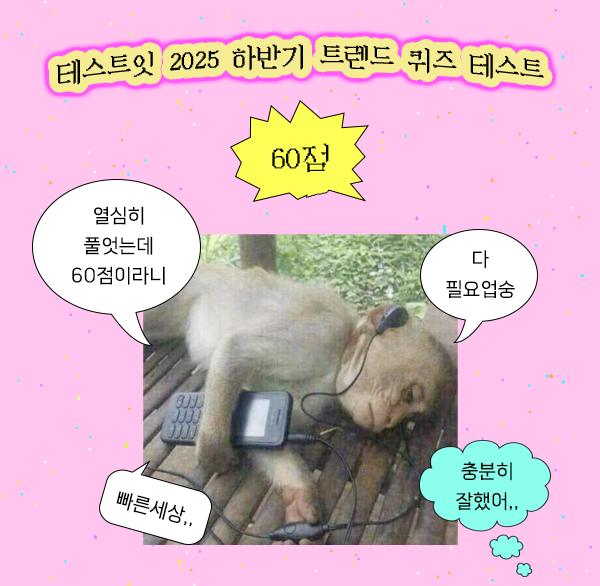 테스트잇 2025 하반기 트렌드 퀴즈 테스트
60점
열심히
풀엇는데
60점이라니
다
필요업숭
빠른세상,,
충분히
잘했어,,